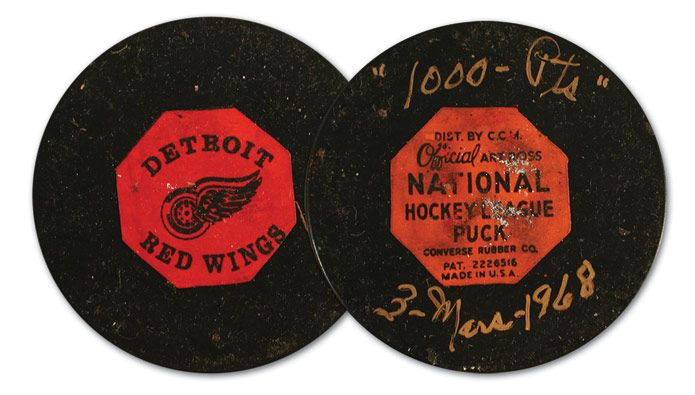 DETROIT
RED WINGS
"1000 - Pts"
DIST. BY C.C.M.
Official ART ROSS
NATIONAL
HOCKEY LEAGUE
PUCK
CONVERSE RUBBER CO.
PAT. 2226516
MADE IN U.S.A.
3 - Mars - 1968